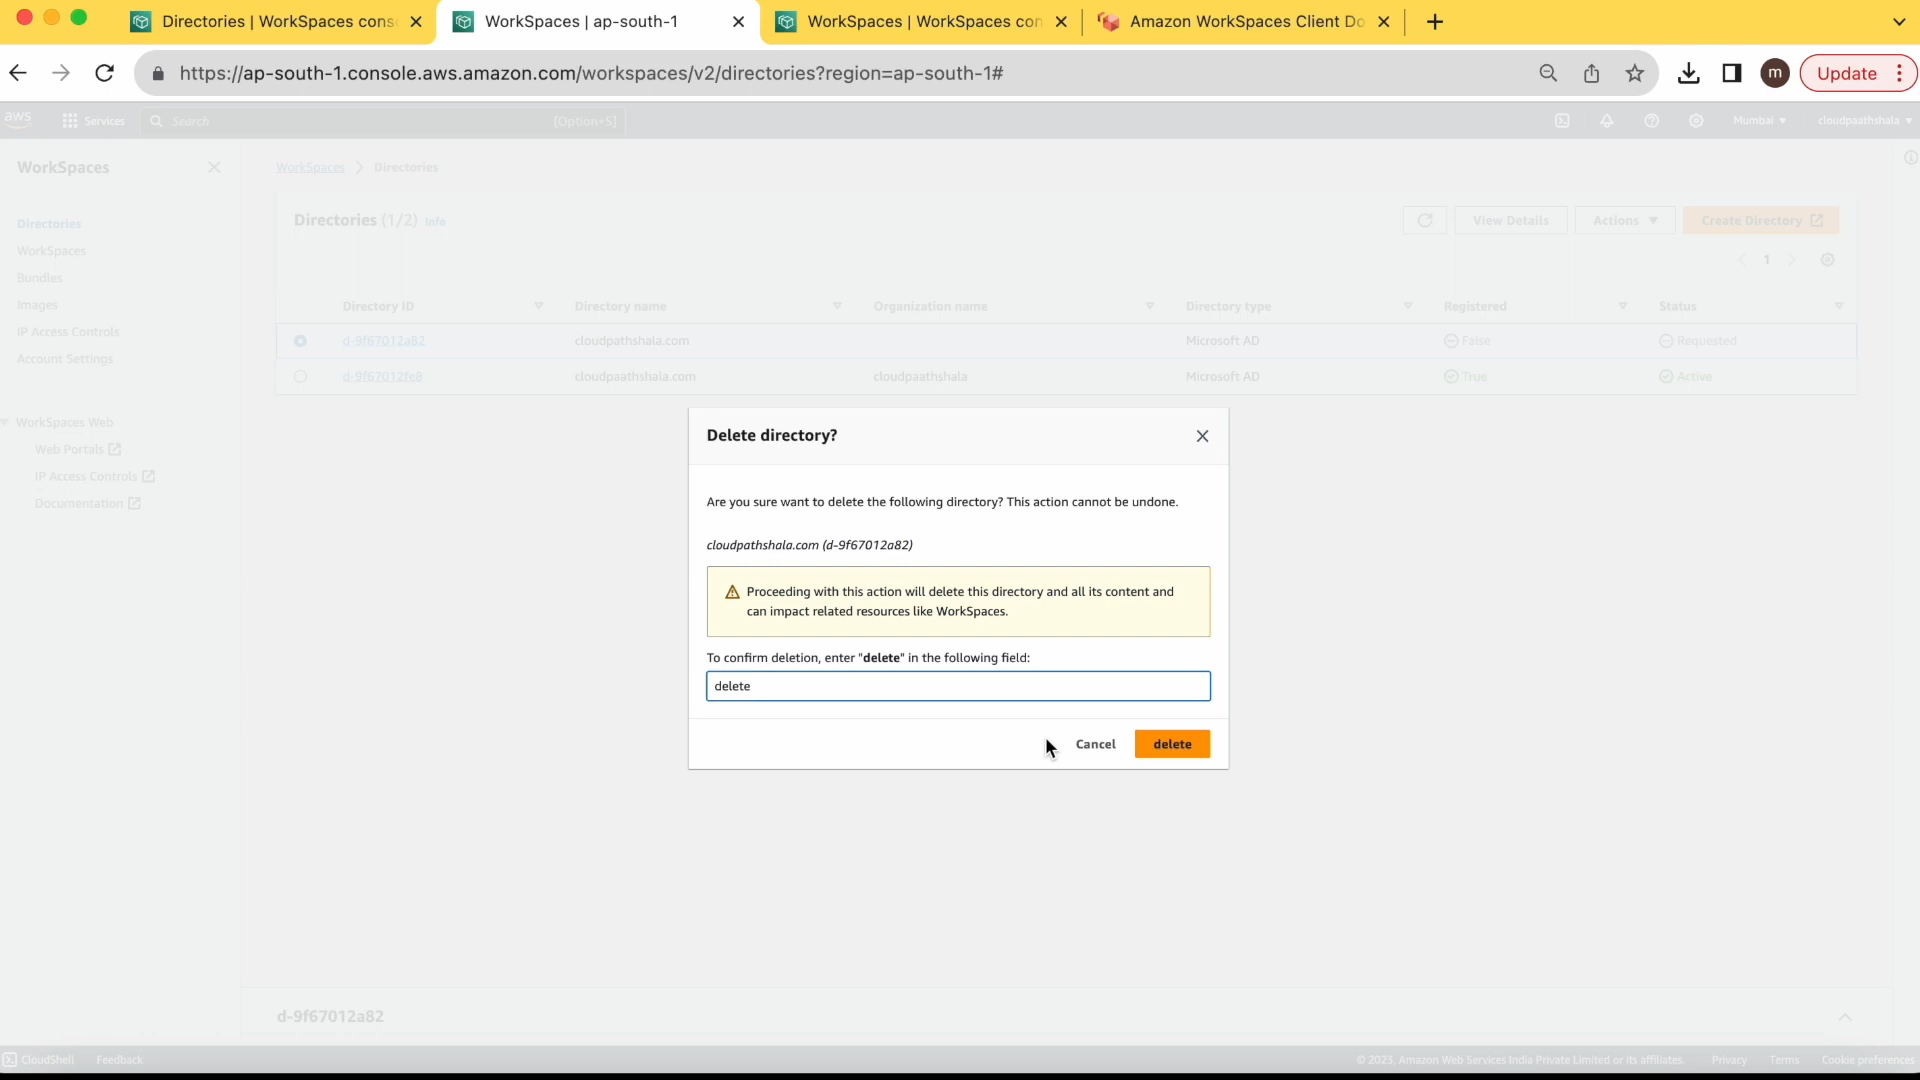 Directories | WorkSpaces cons
WorkSpaces | ap-south-1
WorkSpaces | WorkSpaces con
Amazon WorkSpaces Client Do
https://ap-south-1.console.aws.amazon.com/workspaces/v2/directories?region=ap-south-1#
m
Update
aws
Services
Search
[Option+S]
Mumbai
cloudpaathshala
WorkSpaces
WorkSpaces
Directories
Directories
WorkSpaces
Bundles
Images
IP Access Controls
Account Settings
WorkSpaces Web
Web Portals
IP Access Controls
Documentation
Directories (1/2) Info
View Details
Actions
Create Directory
1
Directory ID
Directory name
Organization name
Directory type
Registered
Status
d-9f67012a82
cloudpathshala.com
Microsoft AD
False
Requested
d-9f67012fe8
cloudpaathshala.com
cloudpaathshala
Microsoft AD
True
Active
Delete directory?
Are you sure want to delete the following directory? This action cannot be undone.
cloudpathshala.com (d-9f67012a82)
Proceeding with this action will delete this directory and all its content and
can impact related resources like WorkSpaces.
To confirm deletion, enter "delete" in the following field:
delete
Cancel
delete
d-9f67012a82
CloudShell
Feedback
© 2023, Amazon Web Services India Private Limited or its affiliates.
Privacy
Terms
Cookie preferences